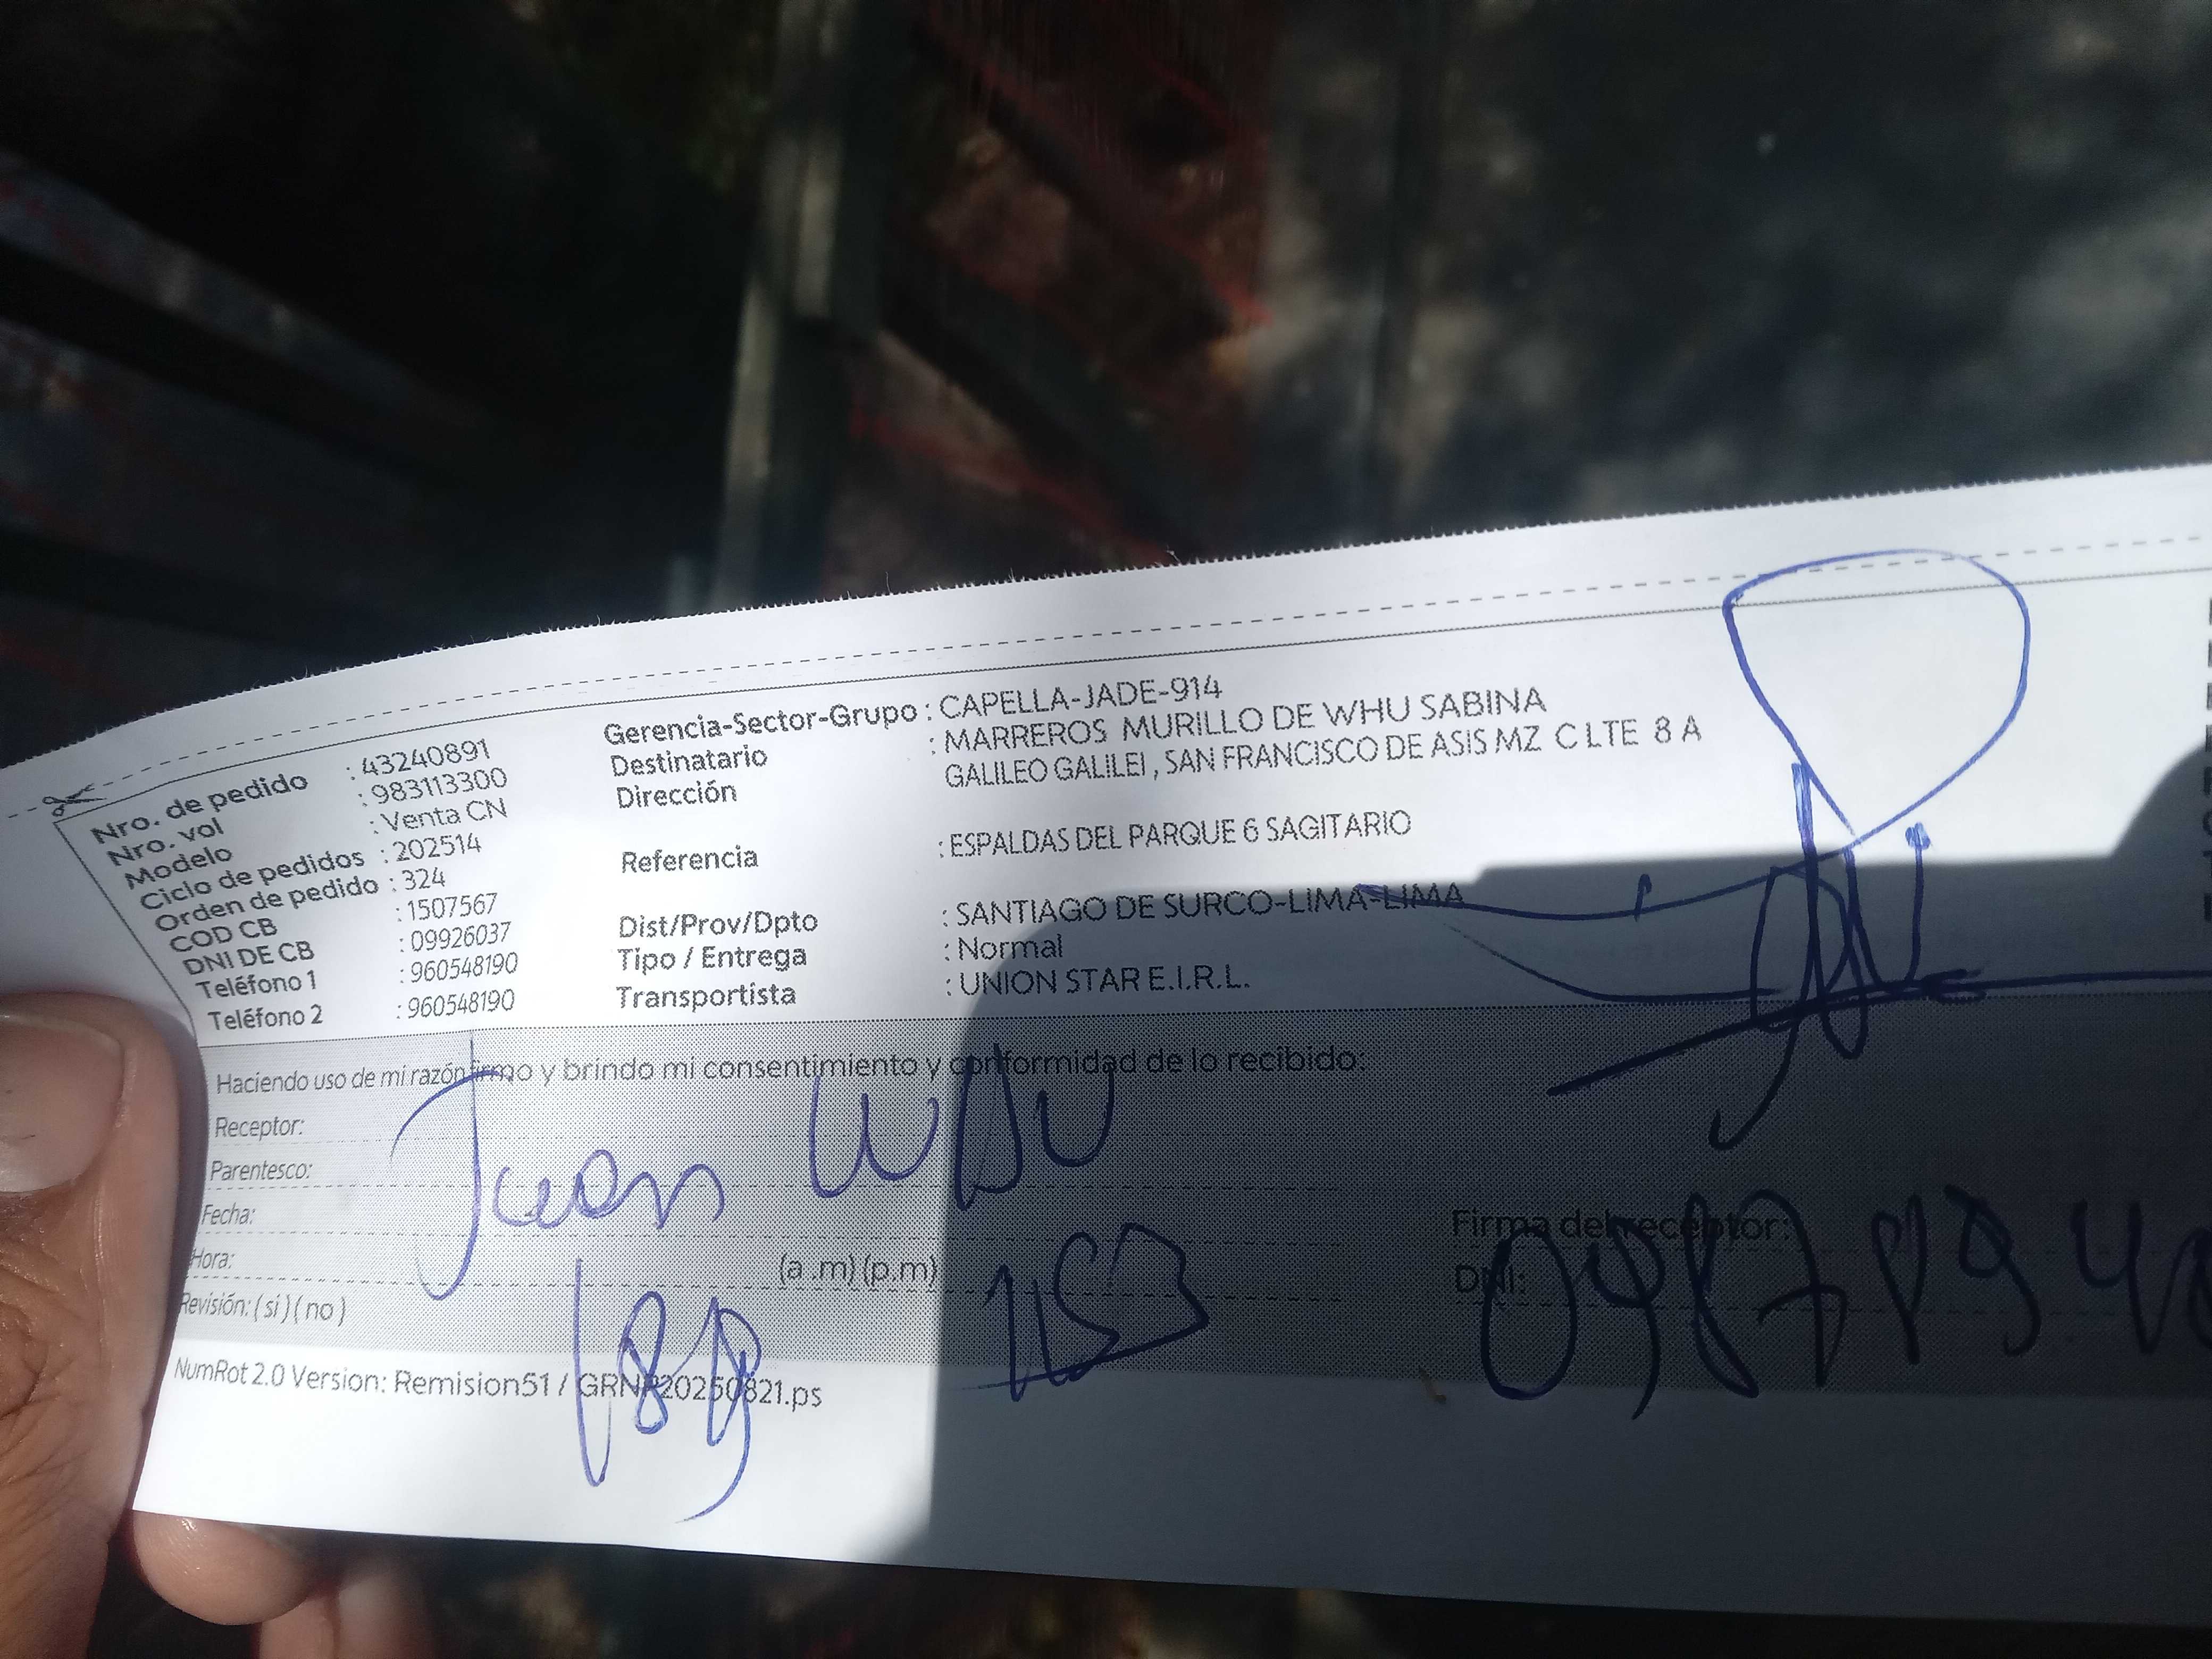 Nro. de pedido : 43240891
Nro. vol : 983113300
Modelo : Venta CN
Ciclo de pedidos : 202514
Orden de pedido : 324
COD CB : 1507567
DNI DE CB : 09926037
Teléfono 1 : 960548190
Teléfono 2 : 960548190
Gerencia-Sector-Grupo : CAPELLA-JADE-914
Destinatario : MARREROS MURILLO DE WHU SABINA
Dirección GALILEO GALILEI , SAN FRANCISCO DE ASIS MZ C LTE 8 A
Referencia : ESPALDAS DEL PARQUE 6 SAGITARIO
Dist/Prov/Dpto : SANTIAGO DE SURCO-LIMA-LIMA
Tipo / Entrega : Normal
Transportista : UNION STAR E.I.R.L.
Haciendo uso de mi razón firmo y brindo mi consentimiento y conformidad de lo recibido:
Receptor:
Juan
Parentesco:
Fecha:
Hora: (a.m) (p.m)
Revisión: ( si ) ( no )
Firma del receptor:
DNI:
NumRot 2.0 Version: Remision51 / GRNP20250821.ps